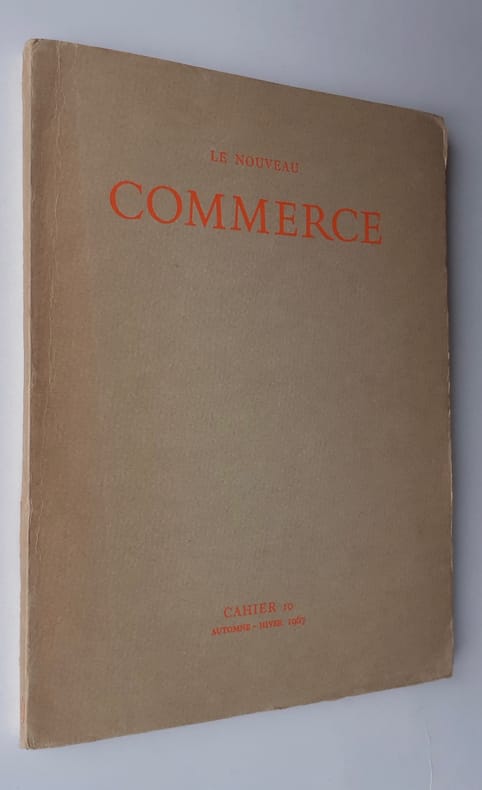 LE NOUVEAU
COMMERCE
CAHIER 10
AUTOMNE - HIVER 1967